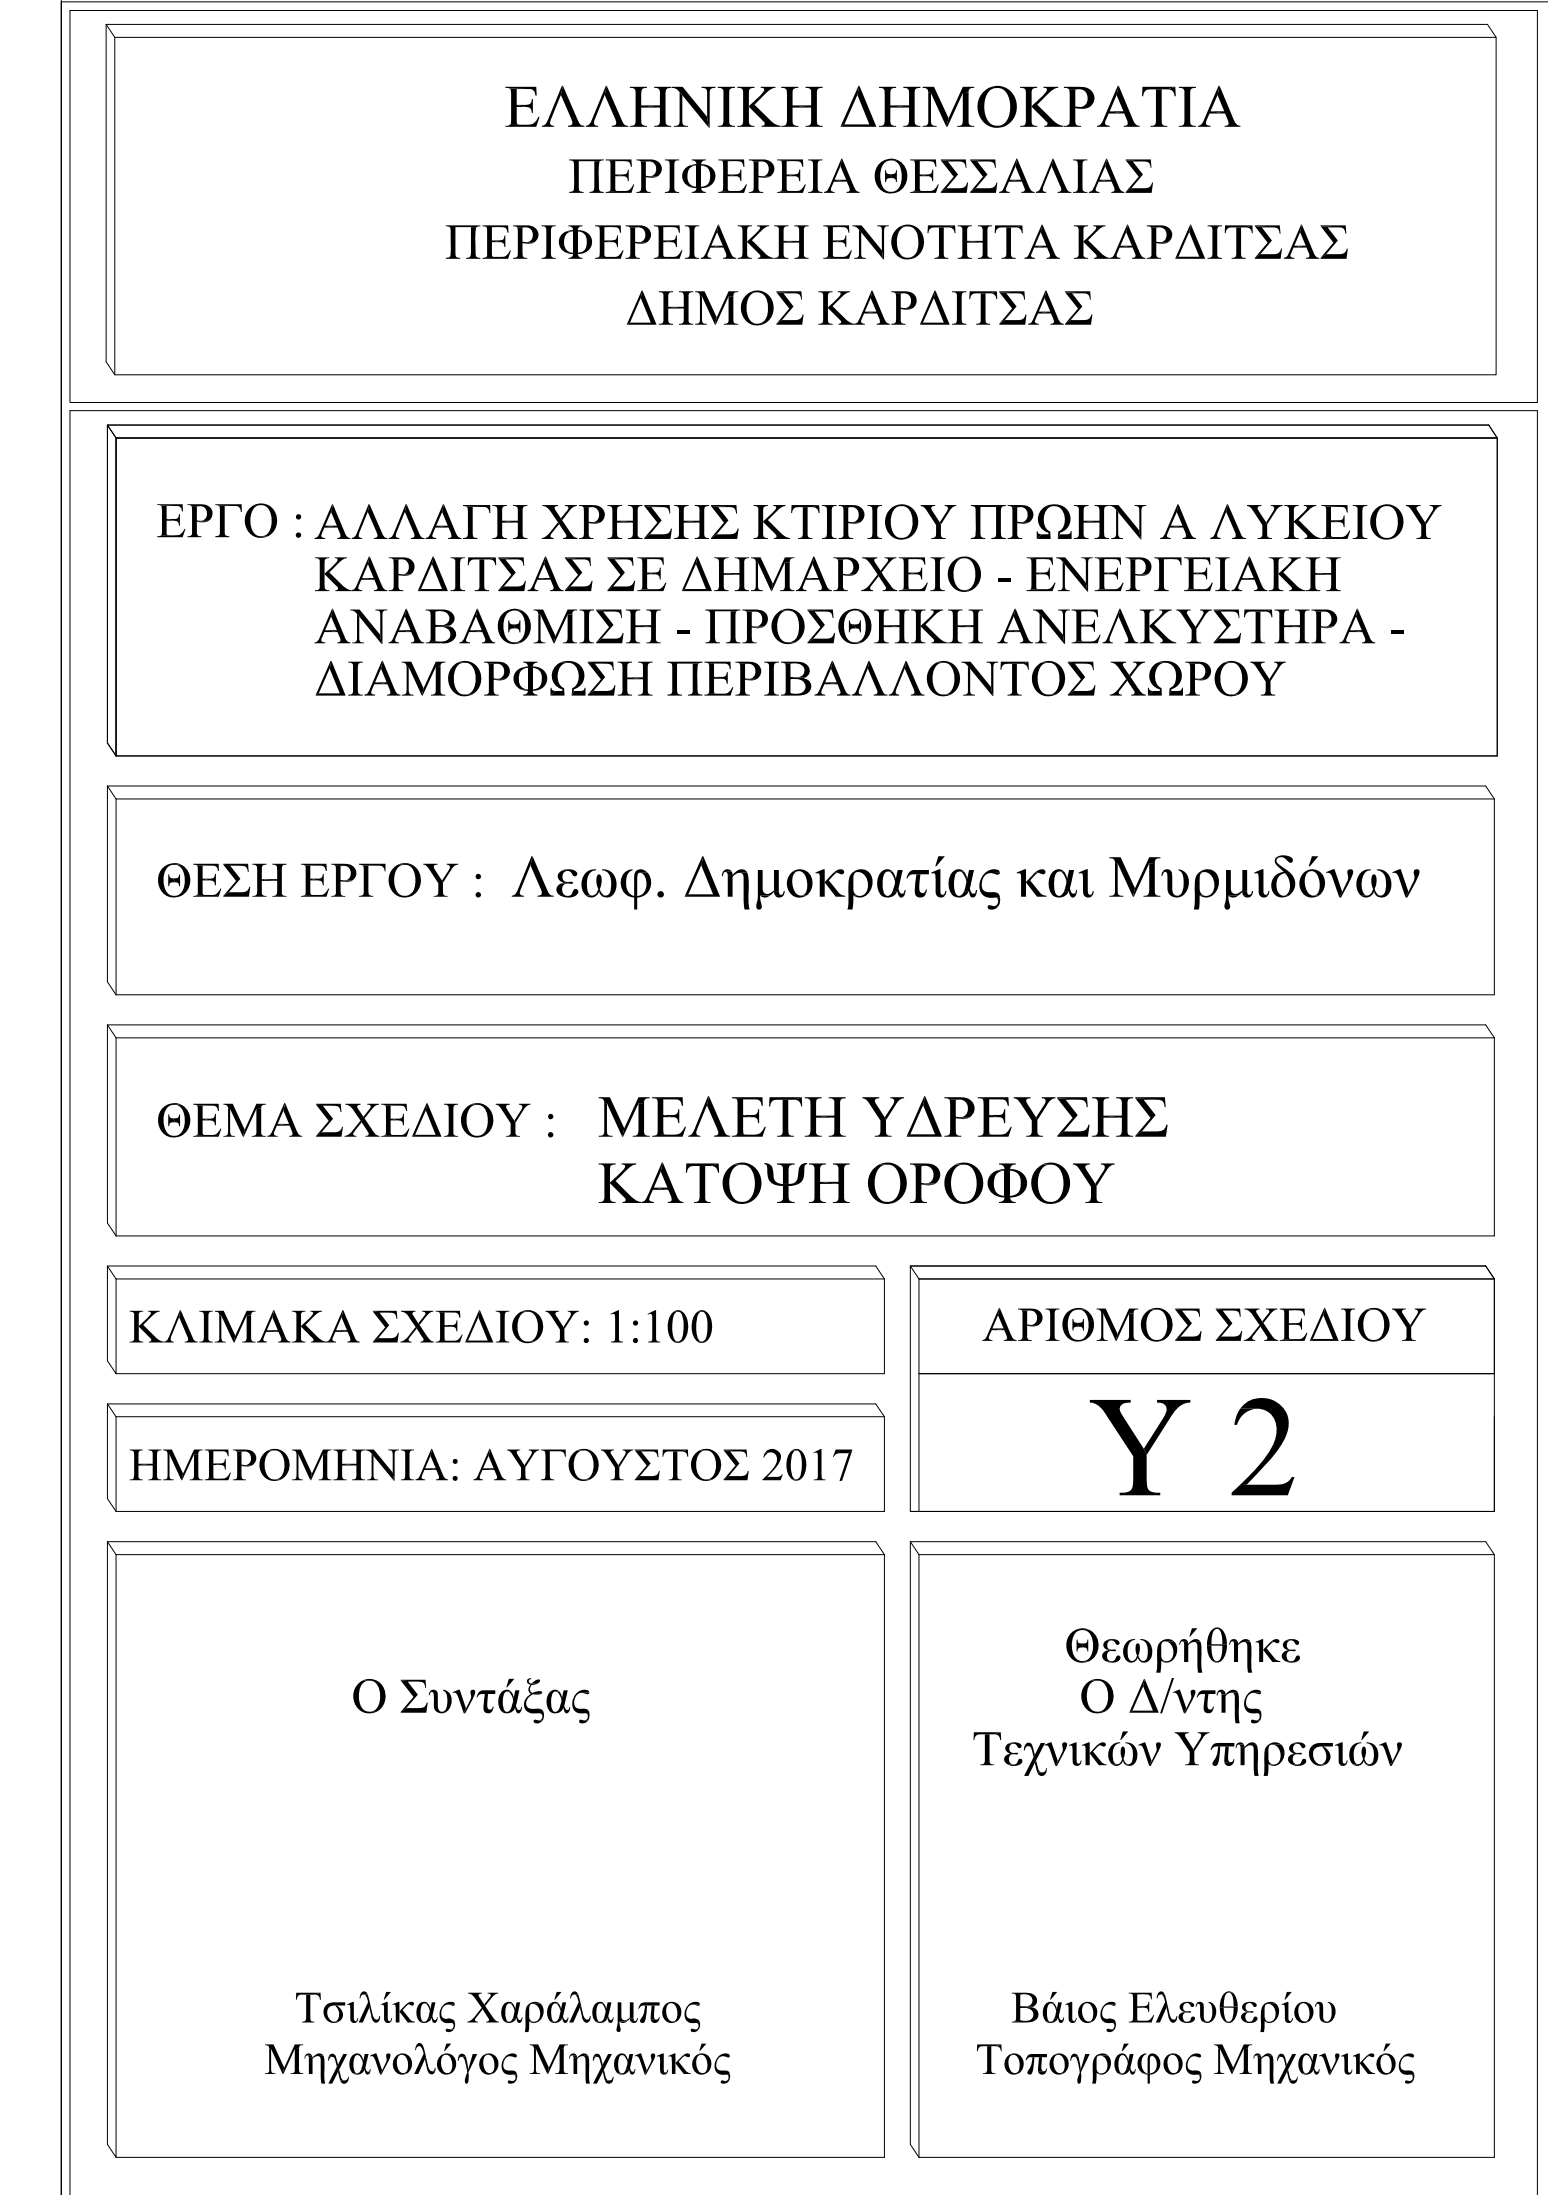 ΕΛΛΗΝΙΚΗ ΔΗΜΟΚΡΑΤΙΑ
ΠΕΡΙΦΕΡΕΙΑ ΘΕΣΣΑΛΙΑΣ
ΠΕΡΙΦΕΡΕΙΑΚΗ ΕΝΟΤΗΤΑ ΚΑΡΔΙΤΣΑΣ
ΔΗΜΟΣ ΚΑΡΔΙΤΣΑΣ
ΕΡΓΟ : ΑΛΛΑΓΗ ΧΡΗΣΗΣ ΚΤΙΡΙΟΥ ΠΡΩΗΝ Α ΛΥΚΕΙΟΥ
ΚΑΡΔΙΤΣΑΣ ΣΕ ΔΗΜΑΡΧΕΙΟ - ΕΝΕΡΓΕΙΑΚΗ
ΑΝΑΒΑΘΜΙΣΗ - ΠΡΟΣΘΗΚΗ ΑΝΕΛΚΥΣΤΗΡΑ -
ΔΙΑΜΟΡΦΩΣΗ ΠΕΡΙΒΑΛΛΟΝΤΟΣ ΧΩΡΟΥ
ΘΕΣΗ ΕΡΓΟΥ : Λεωφ. Δημοκρατίας και Μυρμιδόνων
ΘΕΜΑ ΣΧΕΔΙΟΥ : ΜΕΛΕΤΗ ΥΔΡΕΥΣΗΣ
ΚΑΤΟΨΗ ΟΡΟΦΟΥ
ΚΛΙΜΑΚΑ ΣΧΕΔΙΟΥ: 1:100
ΗΜΕΡΟΜΗΝΙΑ: ΑΥΓΟΥΣΤΟΣ 2017
ΑΡΙΘΜΟΣ ΣΧΕΔΙΟΥ
Υ 2
Ο Συντάξας
Τσιλίκας Χαράλαμπος
Μηχανολόγος Μηχανικός
Θεωρήθηκε
Ο Δ/ντης
Τεχνικών Υπηρεσιών
Βάιος Ελευθερίου
Τοπογράφος Μηχανικός